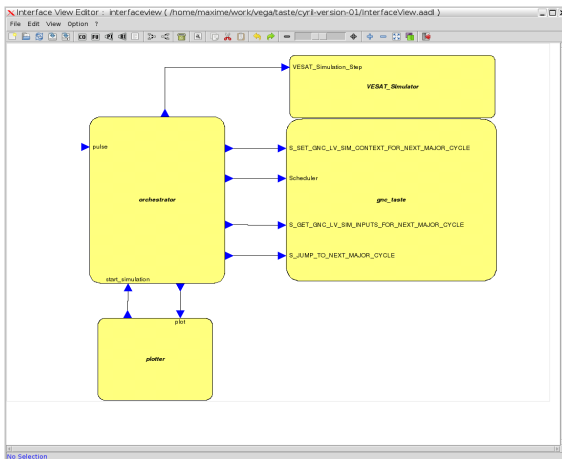 Interface View Editor : interfaceview ( /home/maxime/work/vega/taste/cyril-version-01/InterfaceView.aadl )
File Edit View Option ?
VESAT_Simulation_Step
VESAT_Simulator
pulse
S_SET_GNC_LV_SIM_CONTEXT_FOR_NEXT_MAJOR_CYCLE
Scheduler
orchestrator
gnc_taste
S_GET_GNC_LV_SIM_INPUTS_FOR_NEXT_MAJOR_CYCLE
S_JUMP_TO_NEXT_MAJOR_CYCLE
start_simulation
plot
plotter
No Selection